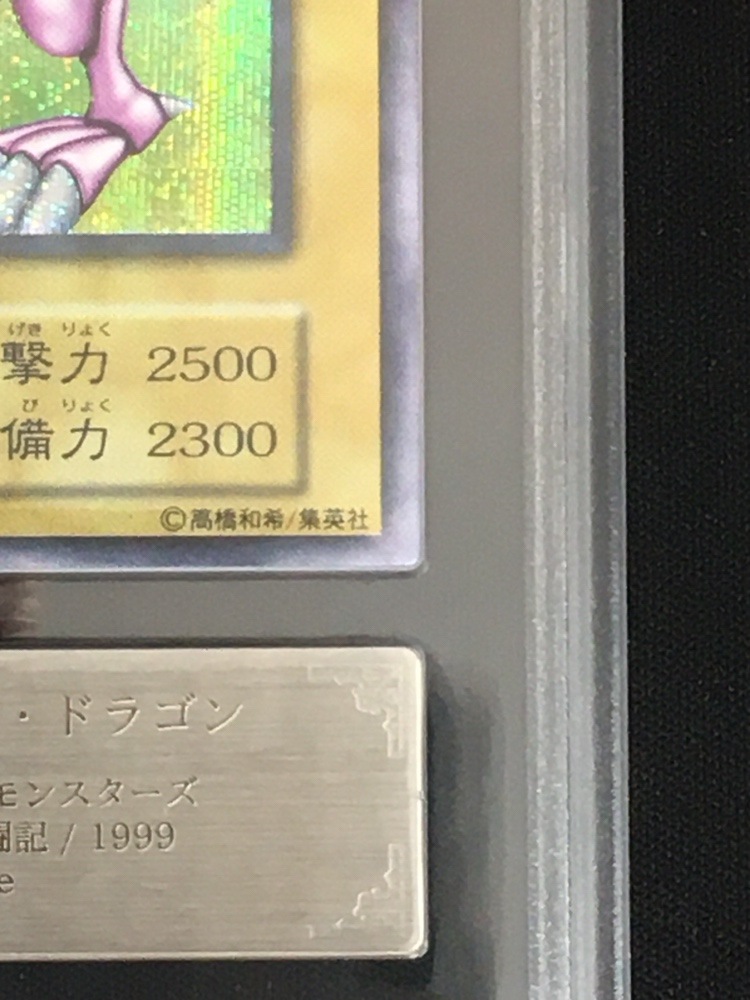 げき りょく
撃力 2500
び りょく
備力 2300
©高橋和希/集英社
・ドラゴン
モンスターズ
闘記 / 1999
e